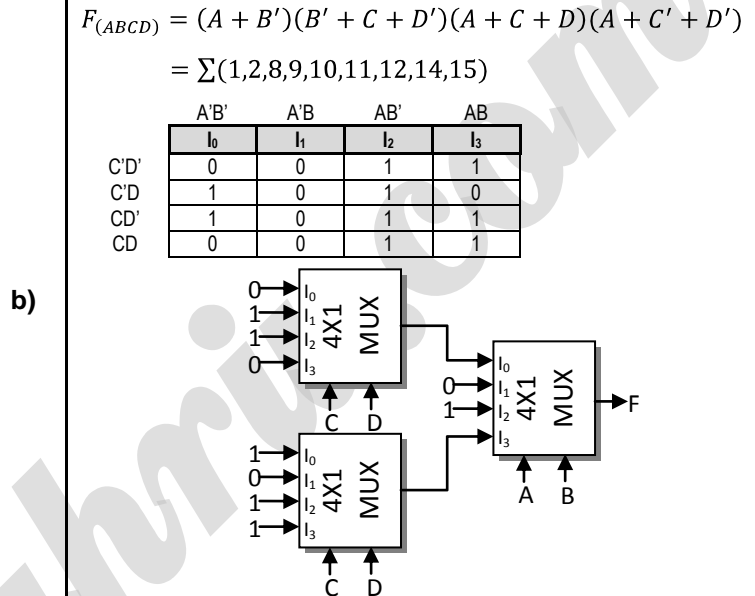 F(ABCD) = (A + B′)(B′ + C + D′)(A + C + D)(A + C′ + D′)
= ∑(1,2,8,9,10,11,12,14,15)
A'B' A'B AB' AB
I₀ I₁ I₂ I₃
C'D' 0 0 1 1
C'D 1 0 1 0
CD' 1 0 1 1
CD 0 0 1 1
b)
0 I₀
1 I₁
1 I₂
0 I₃
4X1
MUX
C D
I₀
0 I₁
1 I₂
I₃
4X1
MUX
F
A B
1 I₀
0 I₁
1 I₂
1 I₃
4X1
MUX
C D